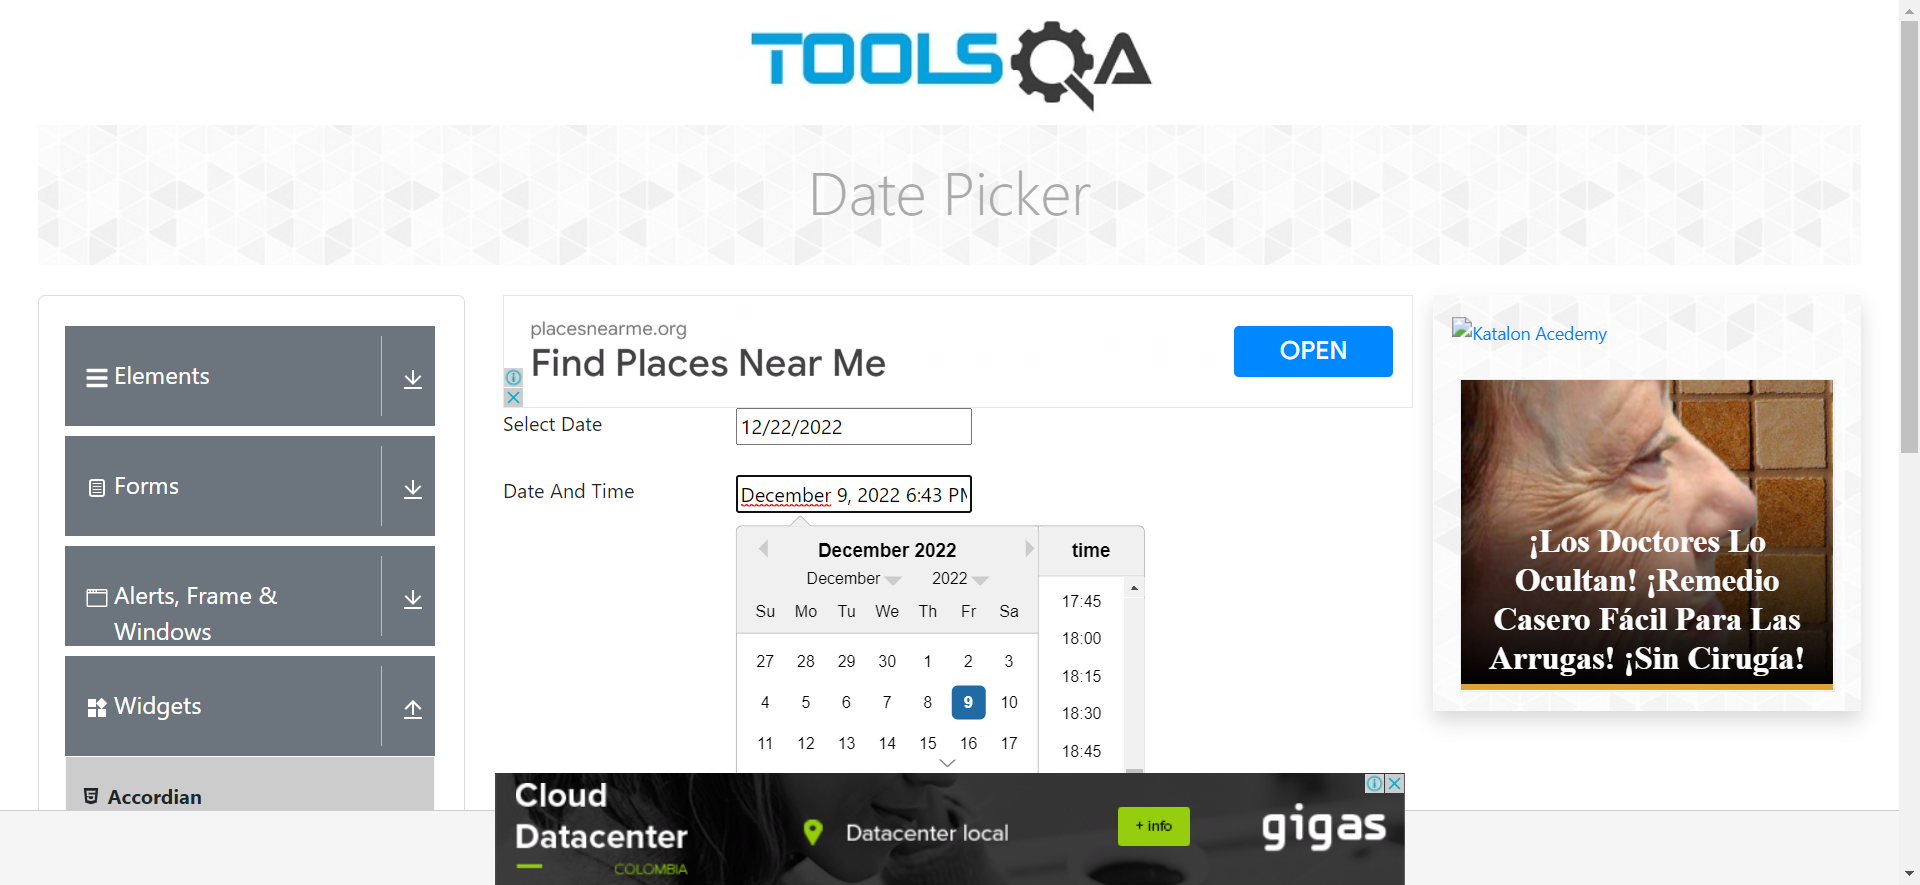 TOOLSQA
Date Picker
Elements
Forms
Alerts, Frame &
Windows
Widgets
Accordian
placesnearme.org
Find Places Near Me
OPEN
Select Date
12/22/2022
Date And Time
December 9, 2022 6:43 PM
December 2022
December 2022
Su Mo Tu We Th Fr Sa
27 28 29 30 1 2 3
4 5 6 7 8 9 10
11 12 13 14 15 16 17
time
17:45
18:00
18:15
18:30
18:45
Katalon Acedemy
¡Los Doctores Lo
Ocultan! ¡Remedio
Casero Fácil Para Las
Arrugas! ¡Sin Cirugía!
Cloud
Datacenter
COLOMBIA
Datacenter local
+ info
gigas